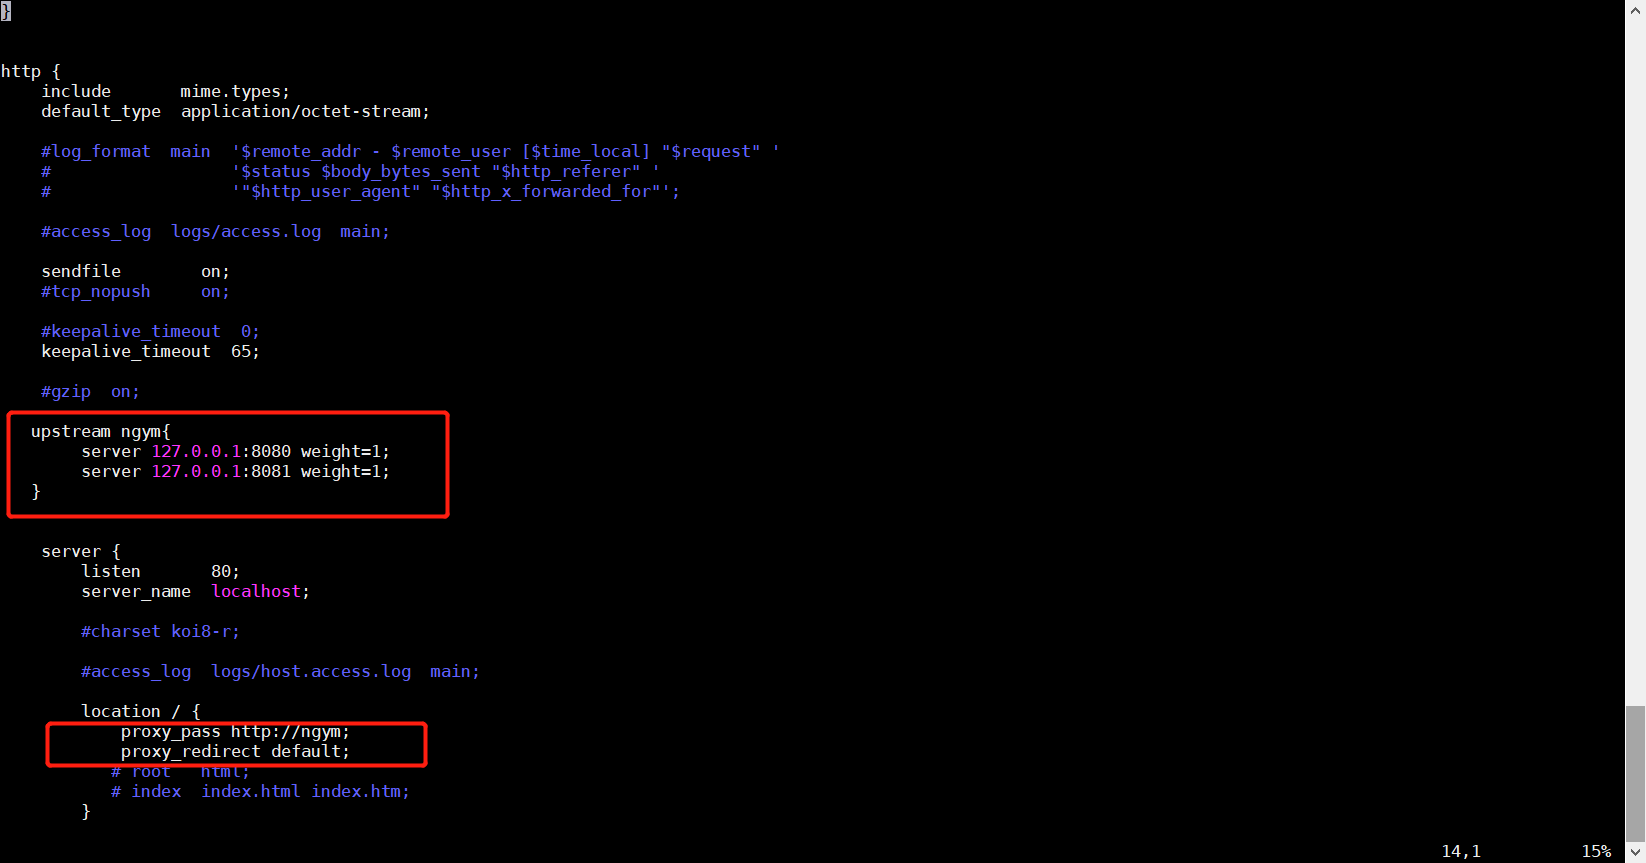 }
http {
    include       mime.types;
    default_type  application/octet-stream;
    #log_format  main  '$remote_addr - $remote_user [$time_local] "$request" '
    #                  '$status $body_bytes_sent "$http_referer" '
    #                  '"$http_user_agent" "$http_x_forwarded_for"';
    #access_log  logs/access.log  main;
    sendfile        on;
    #tcp_nopush     on;
    #keepalive_timeout  0;
    keepalive_timeout  65;
    #gzip  on;
   upstream ngym{
        server 127.0.0.1:8080 weight=1;
        server 127.0.0.1:8081 weight=1;
   }
    server {
        listen       80;
        server_name  localhost;
        #charset koi8-r;
        #access_log  logs/host.access.log  main;
        location / {
            proxy_pass http://ngym;
            proxy_redirect default;
           # root   html;
           # index  index.html index.htm;
        }
14,1          15%